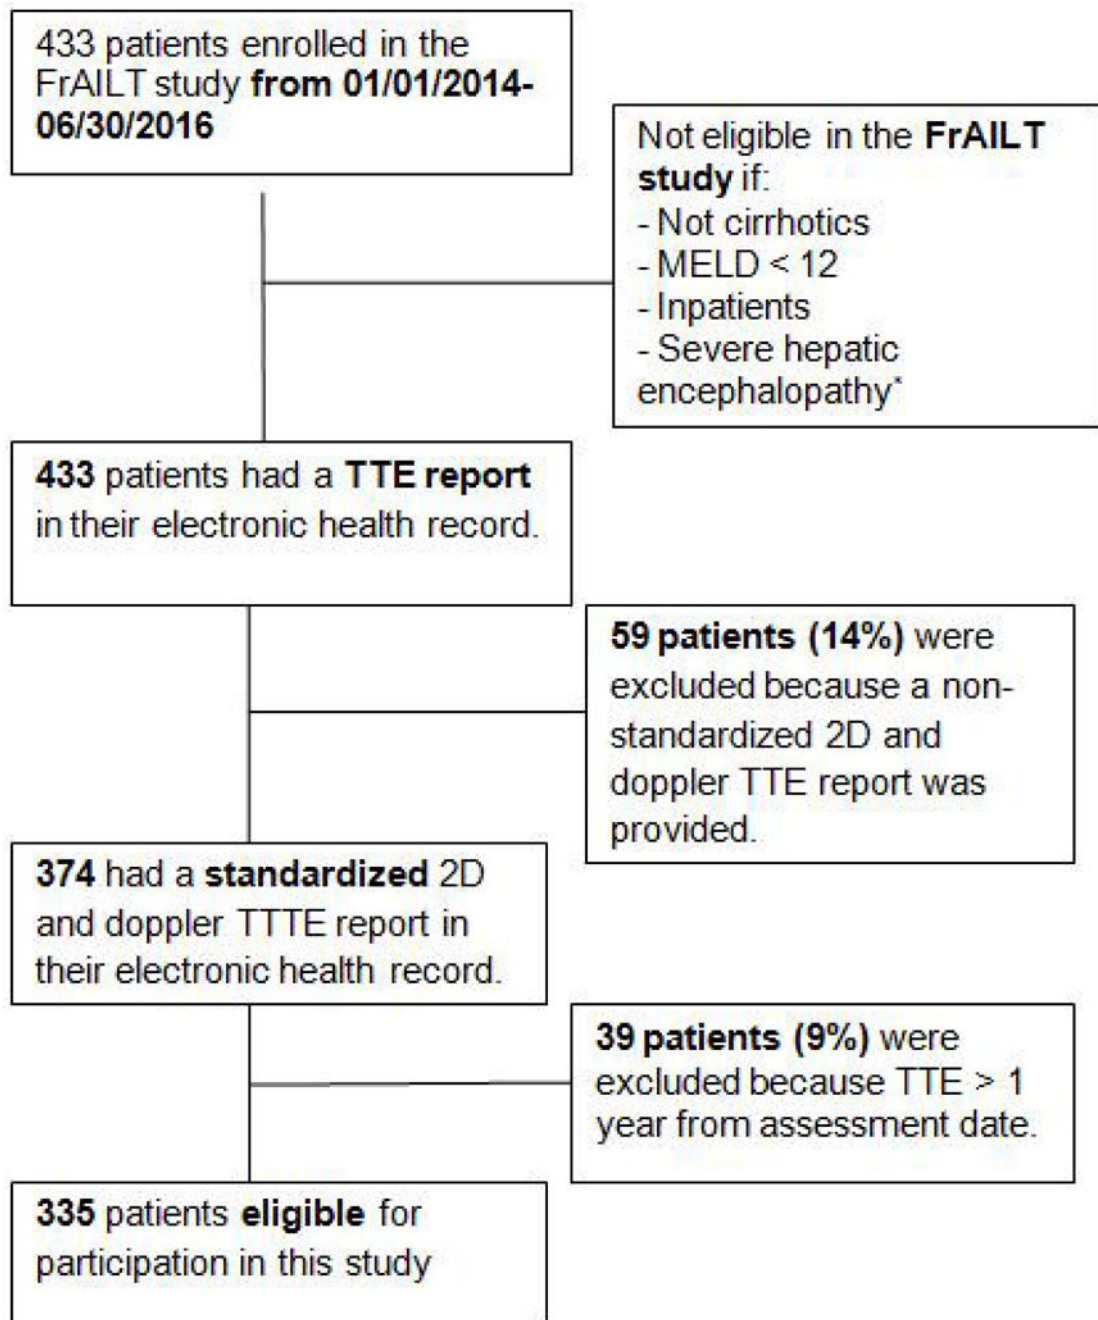 433 patients enrolled in the
FrAILT study from 01/01/2014-
06/30/2016
Not eligible in the FrAILT
study if:
- Not cirrhotics
- MELD < 12
- Inpatients
- Severe hepatic
encephalopathy*
433 patients had a TTE report
in their electronic health record.
59 patients (14%) were
excluded because a non-
standardized 2D and
doppler TTE report was
provided.
374 had a standardized 2D
and doppler TTTE report in
their electronic health record.
39 patients (9%) were
excluded because TTE > 1
year from assessment date.
335 patients eligible for
participation in this study